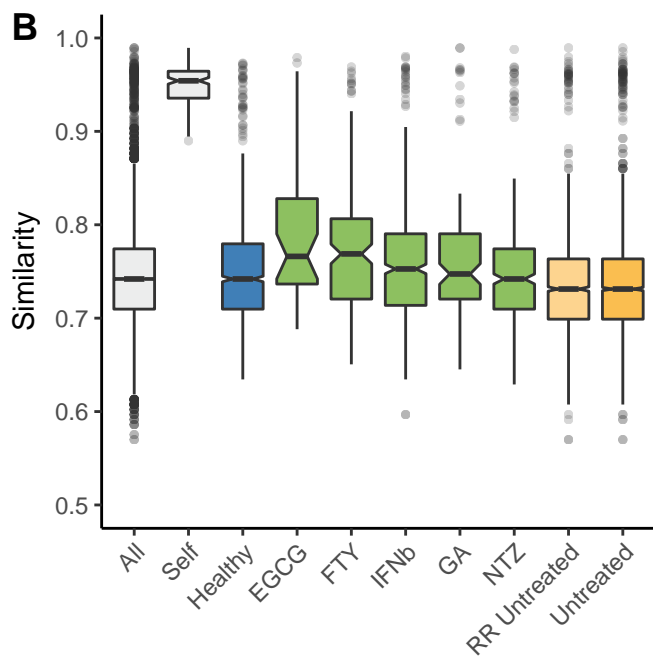 B
Similarity
1.0
0.9
0.8
0.7
0.6
0.5
All
Self
Healthy
EGCG
FTY
IFNb
GA
NTZ
RR Untreated
Untreated